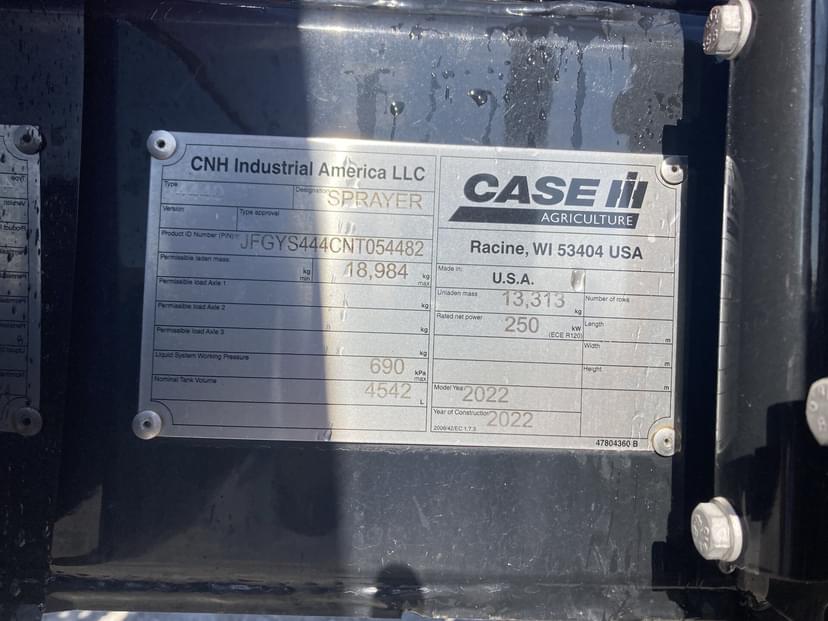 CNH Industrial America LLC
Type
Designation
SPRAYER
Version
Type approval
Product ID Number (PIN)
JFGYS444CNT054482
Permissible laden mass:
kg
min
18,984
kg
max
Permissible load Axle 1
kg
Permissible load Axle 2
kg
Permissible load Axle 3
kg
Liquid System Working Pressure
690
kPa
max
Nominal Tank Volume
4542
L
CASE IH
AGRICULTURE
Racine, WI 53404 USA
Made in:
U.S.A.
Unladen mass
13,313
kg
Number of rows
Rated net power
250
kW
(ECE R120)
Length
m
Width
m
Height
m
Model Year
2022
Year of Construction
2022
2006/42/EC 1.7.3
47804360 B